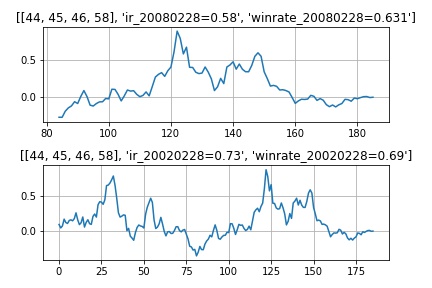 [[44, 45, 46, 58], 'ir_20080228=0.58', 'winrate_20080228=0.631']
0.5
0.0
80 100 120 140 160 180
[[44, 45, 46, 58], 'ir_20020228=0.73', 'winrate_20020228=0.69']
0.5
0.0
0 25 50 75 100 125 150 175